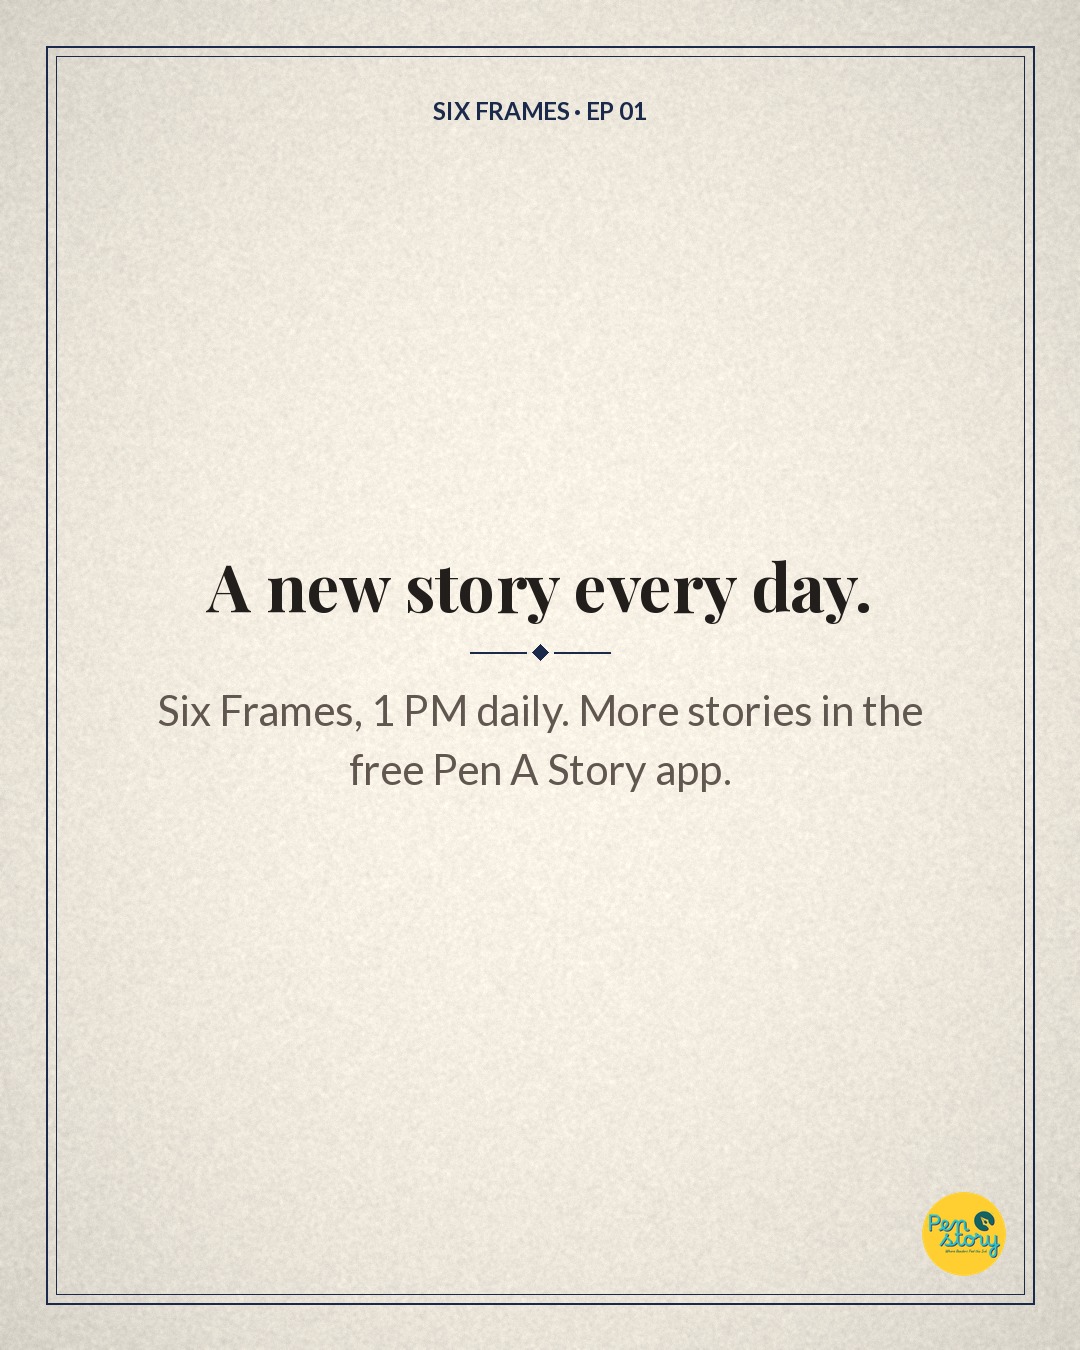 SIX FRAMES · EP 01
A new story every day.
Six Frames, 1 PM daily. More stories in the
free Pen A Story app.
Pen
story